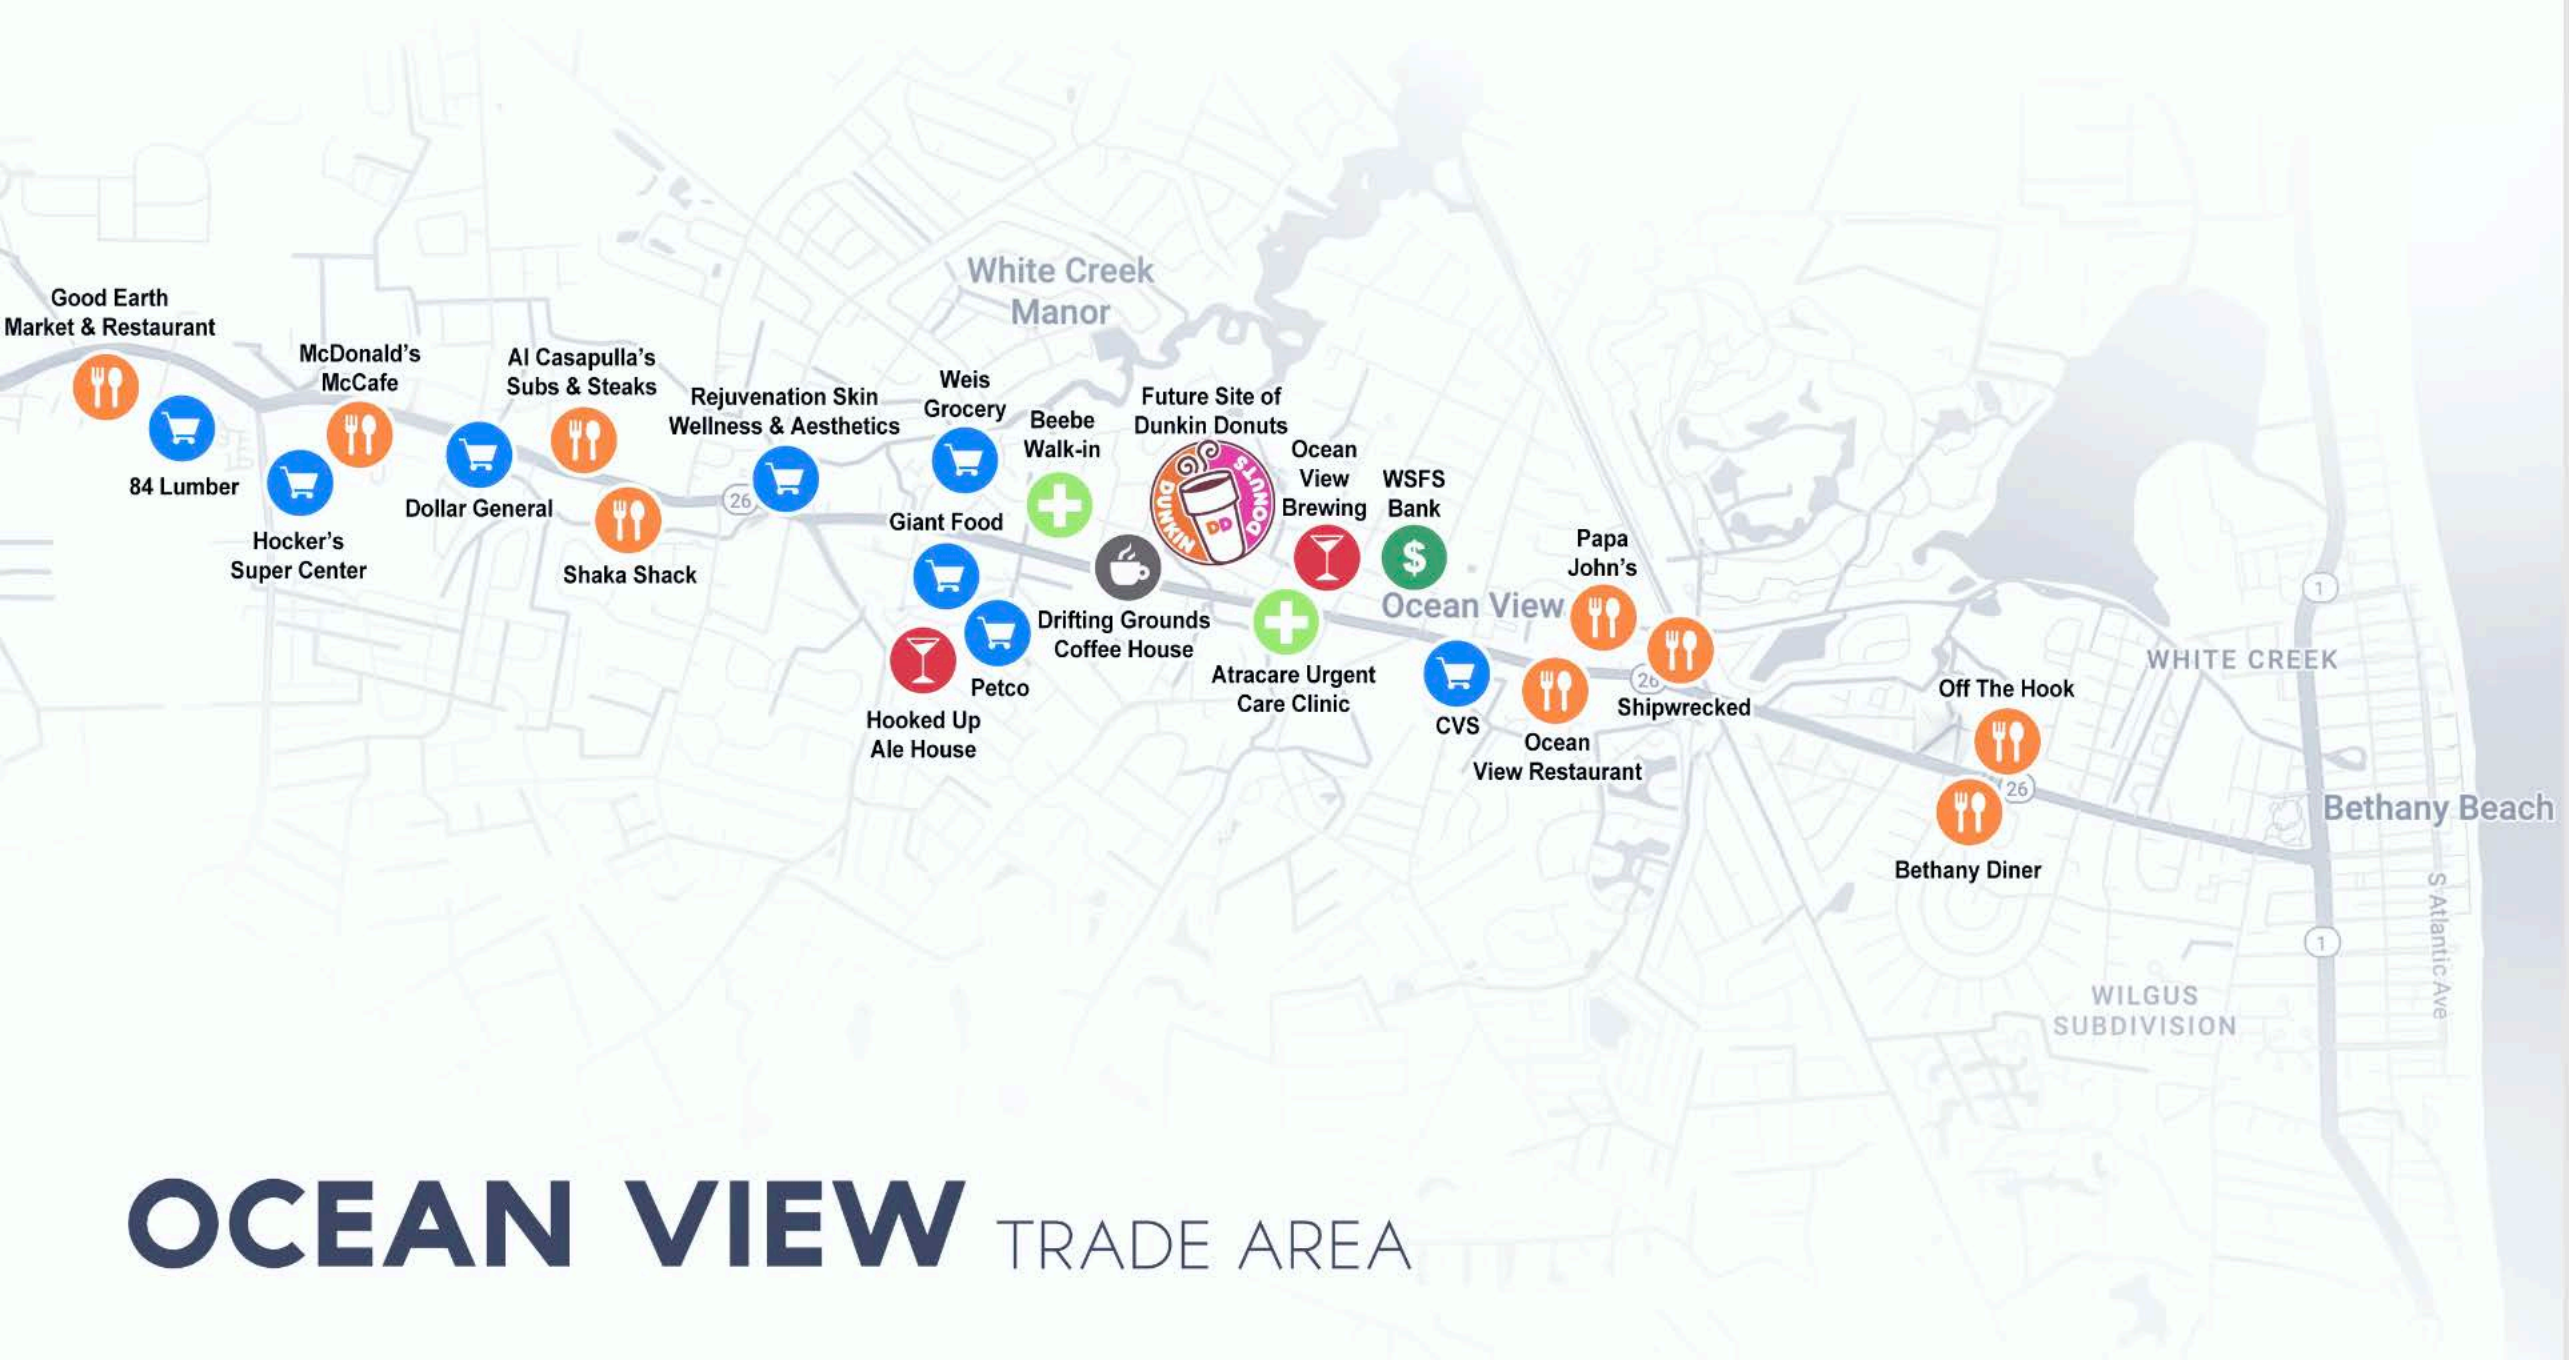 White Creek
Manor
Good Earth
Market & Restaurant
84 Lumber
Hocker's
Super Center
McDonald's
McCafe
Dollar General
Al Casapulla's
Subs & Steaks
Shaka Shack
26
Rejuvenation Skin
Wellness & Aesthetics
Weis
Grocery
Giant Food
Petco
Hooked Up
Ale House
Beebe
Walk-in
Drifting Grounds
Coffee House
Future Site of
Dunkin Donuts
DUNKIN
DONUTS
DD
Ocean
View
Brewing
WSFS
Bank
$
Atracare Urgent
Care Clinic
Ocean View
CVS
Ocean
View Restaurant
Papa
John's
26
Shipwrecked
Off The Hook
26
Bethany Diner
1
WHITE CREEK
Bethany Beach
S Atlantic Ave
1
WILGUS
SUBDIVISION
OCEAN VIEW TRADE AREA